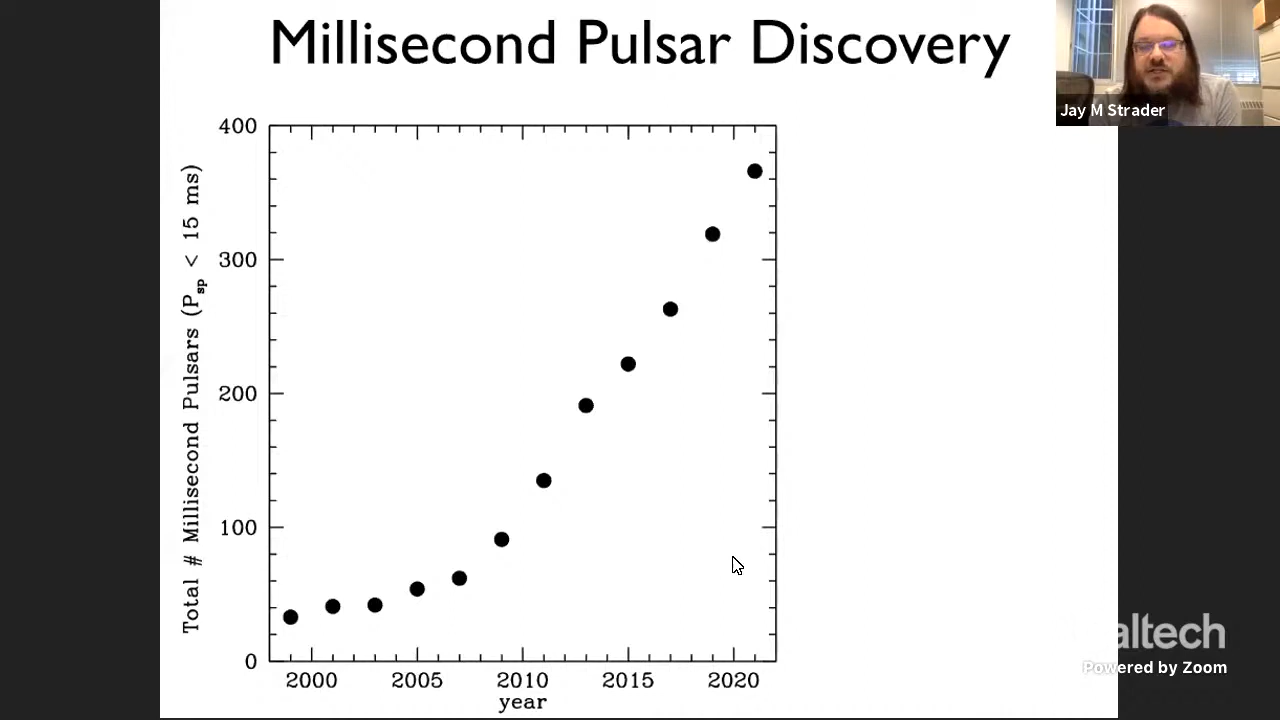 Millisecond Pulsar Discovery
Jay M Strader
Total # Millisecond Pulsars (Psp < 15 ms)
400
300
200
100
0
2000 2005 2010 2015 2020
year
altech
Powered by Zoom